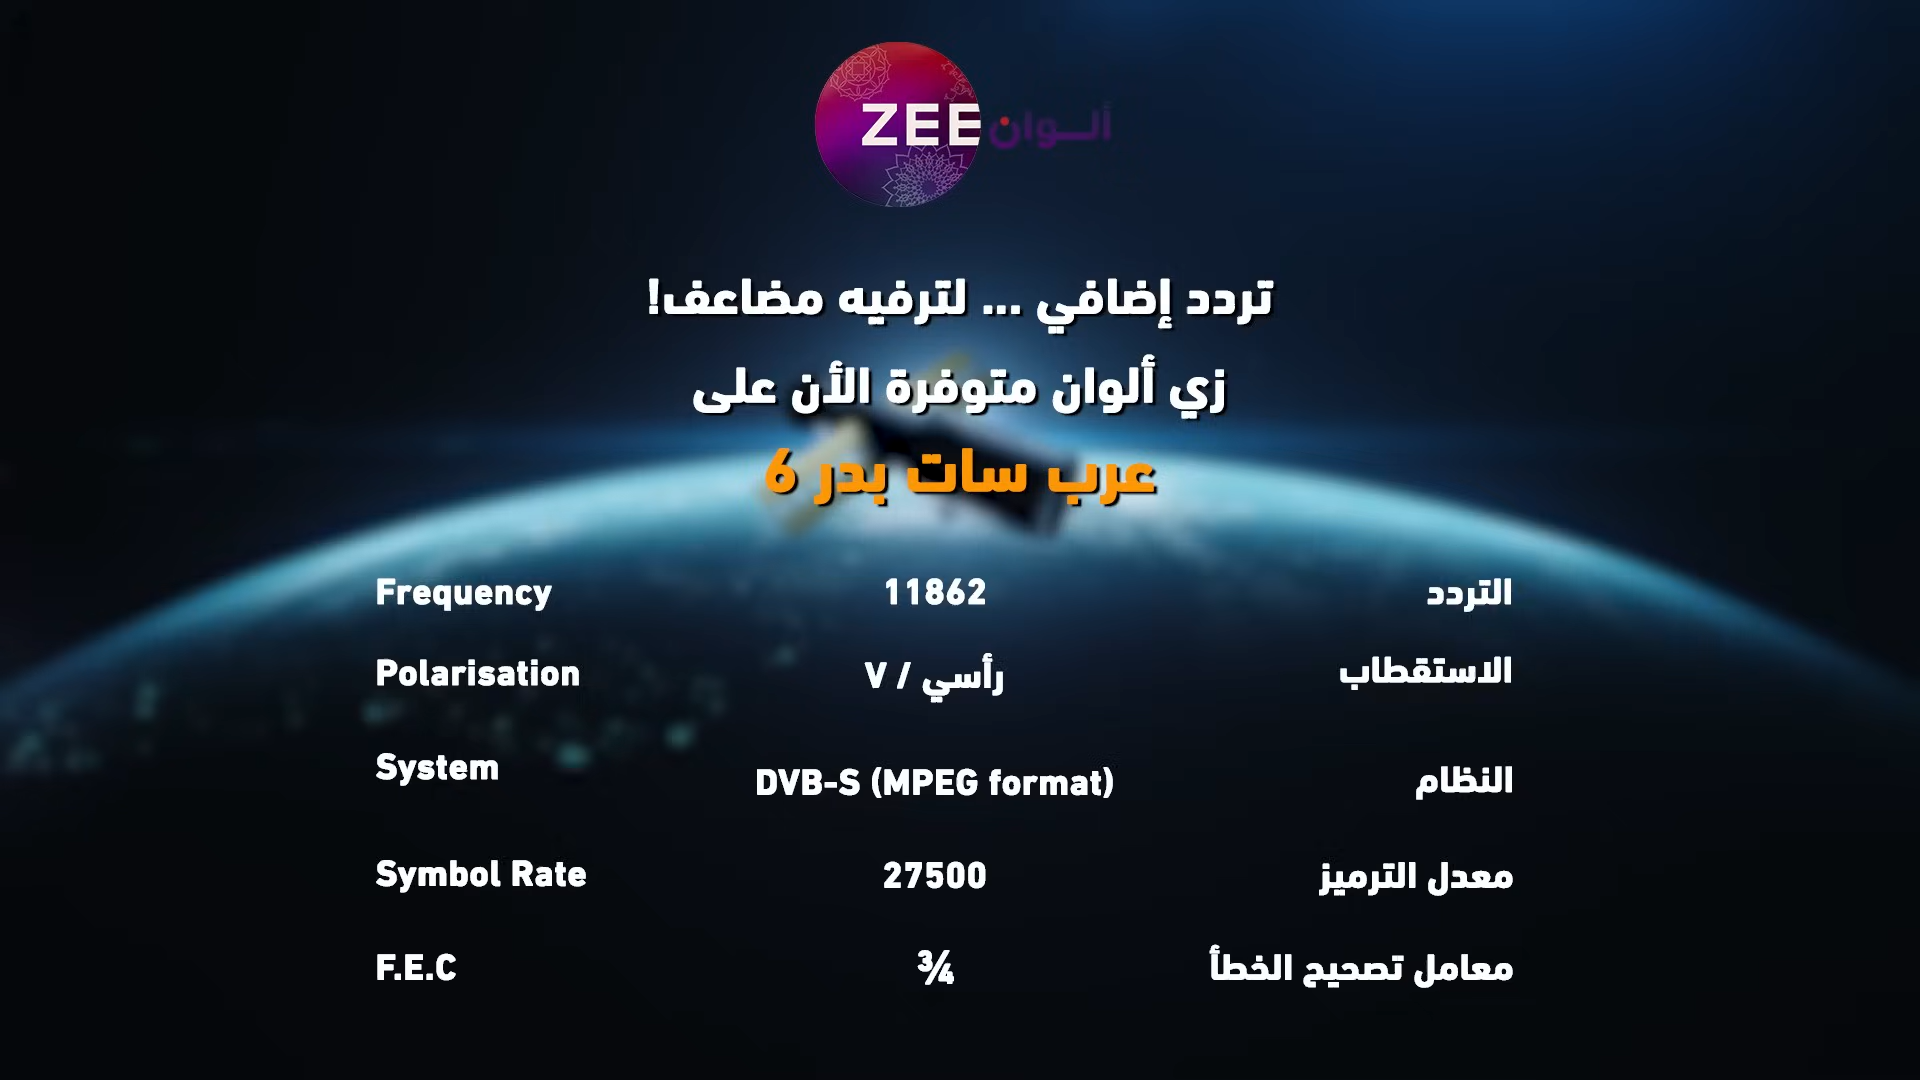 ZEE ألوان
تردد إضافي ... لترفيه مضاعف!
زي ألوان متوفرة الأن على
عرب سات بدر 6
Frequency 11862 التردد
Polarisation رأسي / V الاستقطاب
System DVB-S (MPEG format) النظام
Symbol Rate 27500 معدل الترميز
F.E.C ¾ معامل تصحيح الخطأ